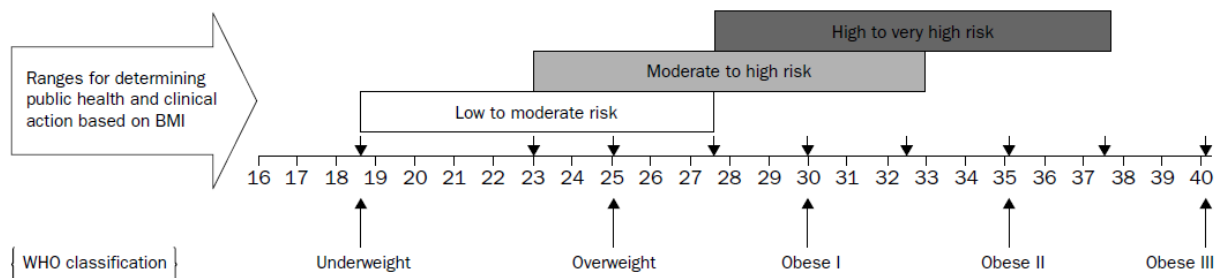 High to very high risk
Ranges for determining
public health and clinical
action based on BMI
Moderate to high risk
Low to moderate risk
16 17 18 19 20 21 22 23 24 25 26 27 28 29 30 31 32 33 34 35 36 37 38 39 40
{ WHO classification } Underweight Overweight Obese I Obese II Obese III